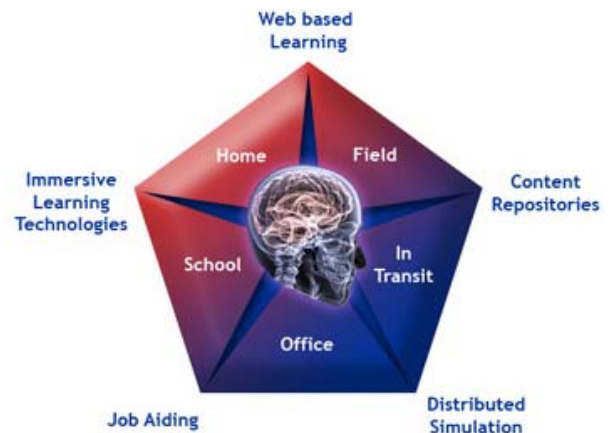 Web based
Learning
Home
Field
Immersive
Learning
Technologies
Content
Repositories
School
In
Transit
Office
Job Aiding
Distributed
Simulation